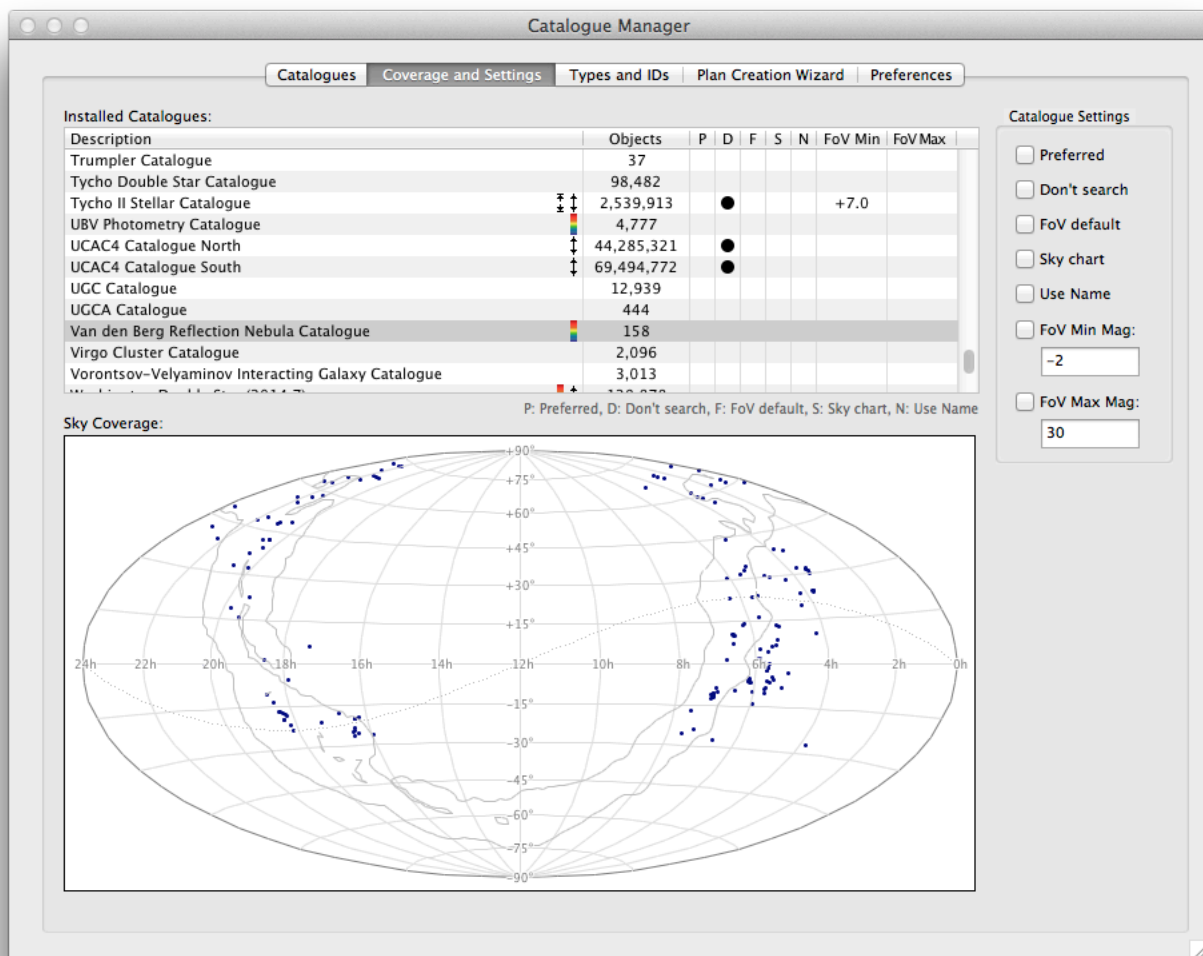 Catalogue Manager
Catalogues Coverage and Settings Types and IDs Plan Creation Wizard Preferences
Installed Catalogues:
Description Objects P D F S N FoV Min FoV Max
Trumpler Catalogue 37
Tycho Double Star Catalogue 98,482
Tycho II Stellar Catalogue 2,539,913 +7.0
UBV Photometry Catalogue 4,777
UCAC4 Catalogue North 44,285,321
UCAC4 Catalogue South 69,494,772
UGC Catalogue 12,939
UGCA Catalogue 444
Van den Berg Reflection Nebula Catalogue 158
Virgo Cluster Catalogue 2,096
Vorontsov-Velyaminov Interacting Galaxy Catalogue 3,013
P: Preferred, D: Don't search, F: FoV default, S: Sky chart, N: Use Name
Catalogue Settings
Preferred
Don't search
FoV default
Sky chart
Use Name
FoV Min Mag:
-2
FoV Max Mag:
30
Sky Coverage:
+90°
+75°
+60°
+45°
+30°
+15°
24h 22h 20h 18h 16h 14h 12h 10h 8h 6h 4h 2h 0h
-15°
-30°
-45°
-60°
-75°
-90°